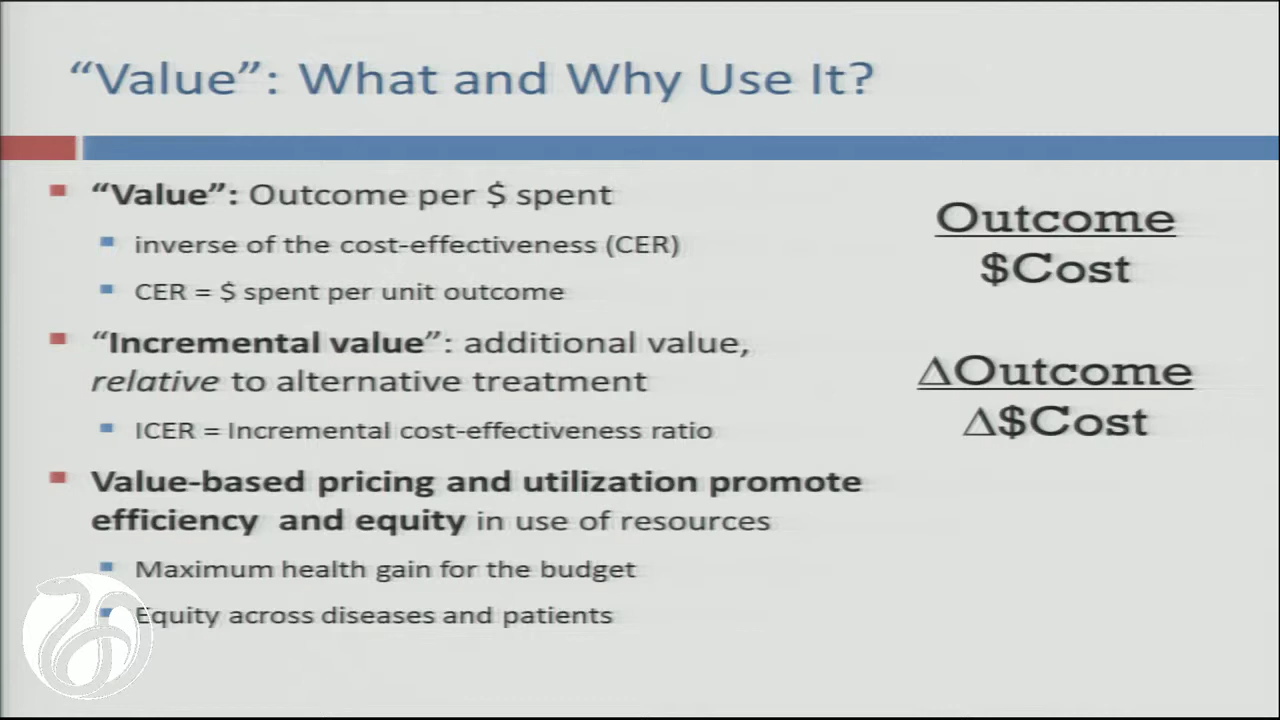 “Value”: What and Why Use It?
“Value”: Outcome per $ spent
inverse of the cost-effectiveness (CER)
CER = $ spent per unit outcome
“Incremental value”: additional value,
relative to alternative treatment
ICER = Incremental cost-effectiveness ratio
Value-based pricing and utilization promote
efficiency and equity in use of resources
Maximum health gain for the budget
Equity across diseases and patients
Outcome
$Cost
∆Outcome
∆$Cost